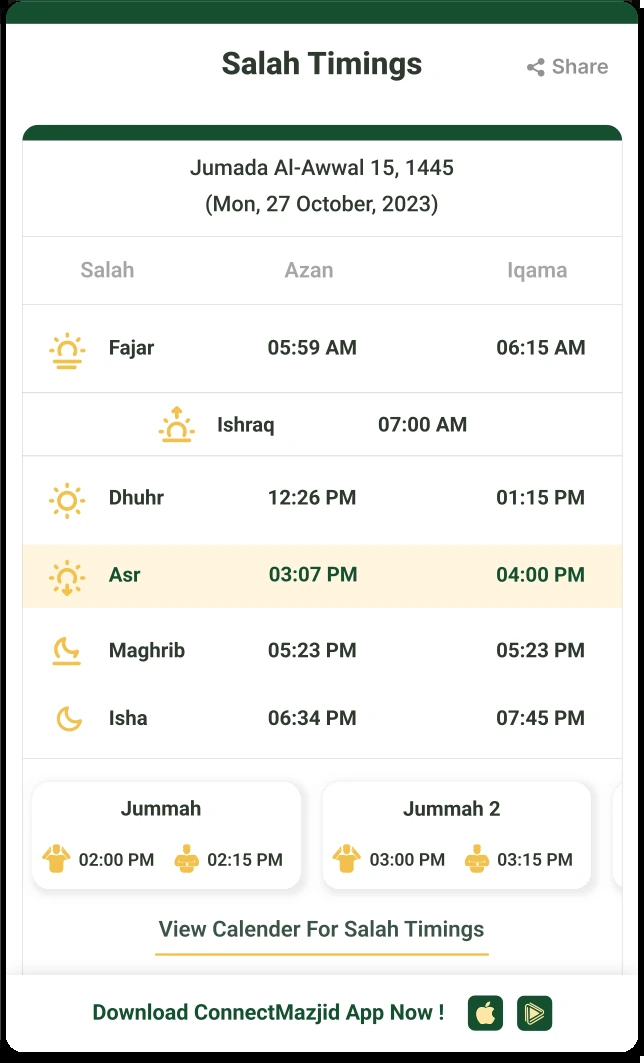 Salah Timings
Share
Jumada Al-Awwal 15, 1445
(Mon, 27 October, 2023)
Salah Azan Iqama
Fajar 05:59 AM 06:15 AM
Ishraq 07:00 AM
Dhuhr 12:26 PM 01:15 PM
Asr 03:07 PM 04:00 PM
Maghrib 05:23 PM 05:23 PM
Isha 06:34 PM 07:45 PM
Jummah
02:00 PM 02:15 PM
Jummah 2
03:00 PM 03:15 PM
View Calender For Salah Timings
Download ConnectMazjid App Now !